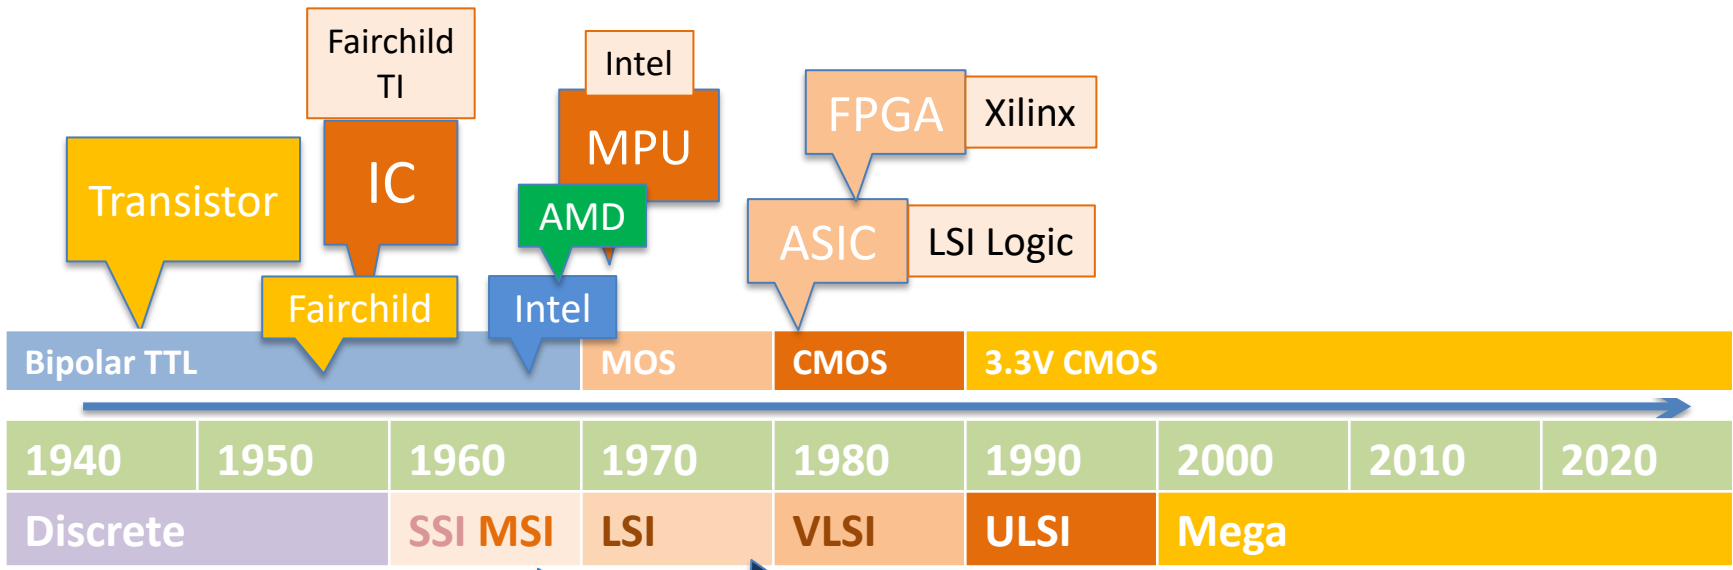 Fairchild
TI
Intel
FPGA
Xilinx
MPU
IC
Transistor
AMD
ASIC
LSI Logic
Fairchild
Intel
Bipolar TTL
MOS
CMOS
3.3V CMOS
1940
1950
1960
1970
1980
1990
2000
2010
2020
Discrete
SSI MSI
LSI
VLSI
ULSI
Mega